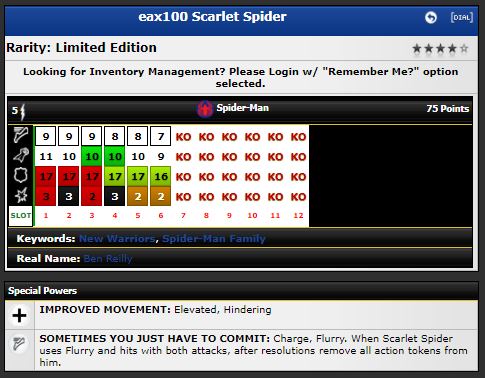 eax100 Scarlet Spider
[DIAL]
Rarity: Limited Edition
Looking for Inventory Management? Please Login w/ "Remember Me?" option
selected.
5 Spider-Man 75 Points
9 9 9 8 8 7 KO KO KO KO KO KO
11 10 10 10 10 9 KO KO KO KO KO KO
17 17 17 17 17 16 KO KO KO KO KO KO
3 3 2 3 2 2 KO KO KO KO KO KO
SLOT 1 2 3 4 5 6 7 8 9 10 11 12
Keywords: New Warriors, Spider-Man Family
Real Name: Ben Reilly
Special Powers
IMPROVED MOVEMENT: Elevated, Hindering
SOMETIMES YOU JUST HAVE TO COMMIT: Charge, Flurry. When Scarlet Spider
uses Flurry and hits with both attacks, after resolutions remove all action tokens from
him.